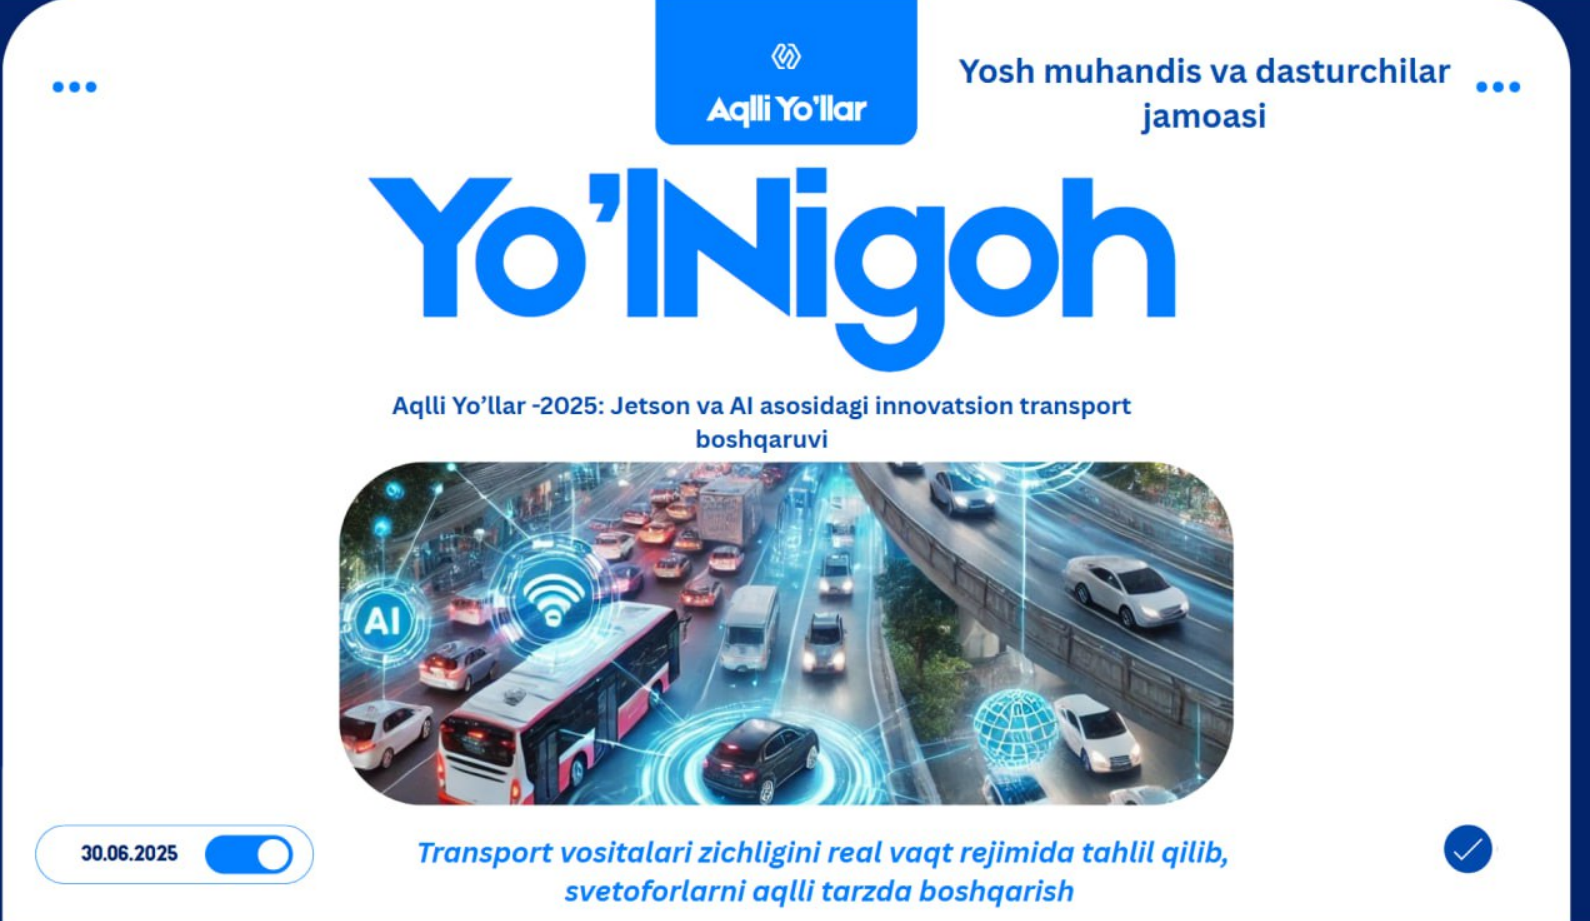 Aqlli Yo'llar
Yosh muhandis va dasturchilar
jamoasi
Yo'lNigoh
Aqlli Yo’llar -2025: Jetson va AI asosidagi innovatsion transport
boshqaruvi
AI
30.06.2025
Transport vositalari zichligini real vaqt rejimida tahlil qilib,
svetoforlarni aqlli tarzda boshqarish